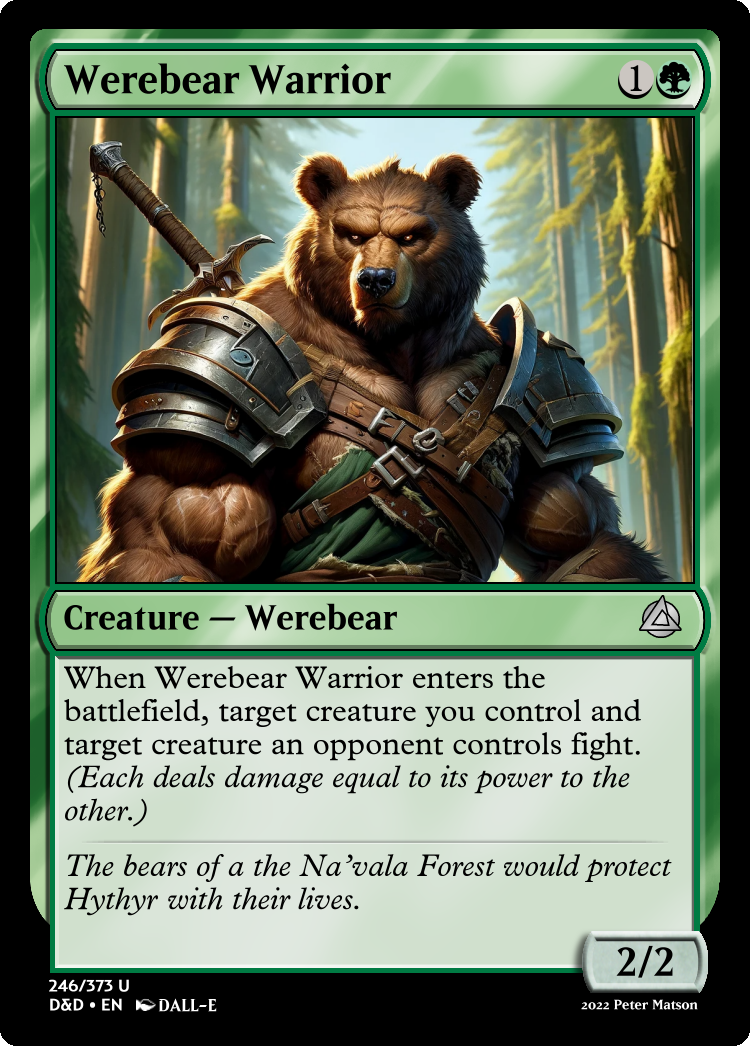 Werebear Warrior 1
Creature — Werebear
When Werebear Warrior enters the
battlefield, target creature you control and
target creature an opponent controls fight.
(Each deals damage equal to its power to the
other.)
The bears of a the Na’vala Forest would protect
Hythyr with their lives.
2/2
246/373 U
D&D • EN DALL-E
2022 Peter Matson